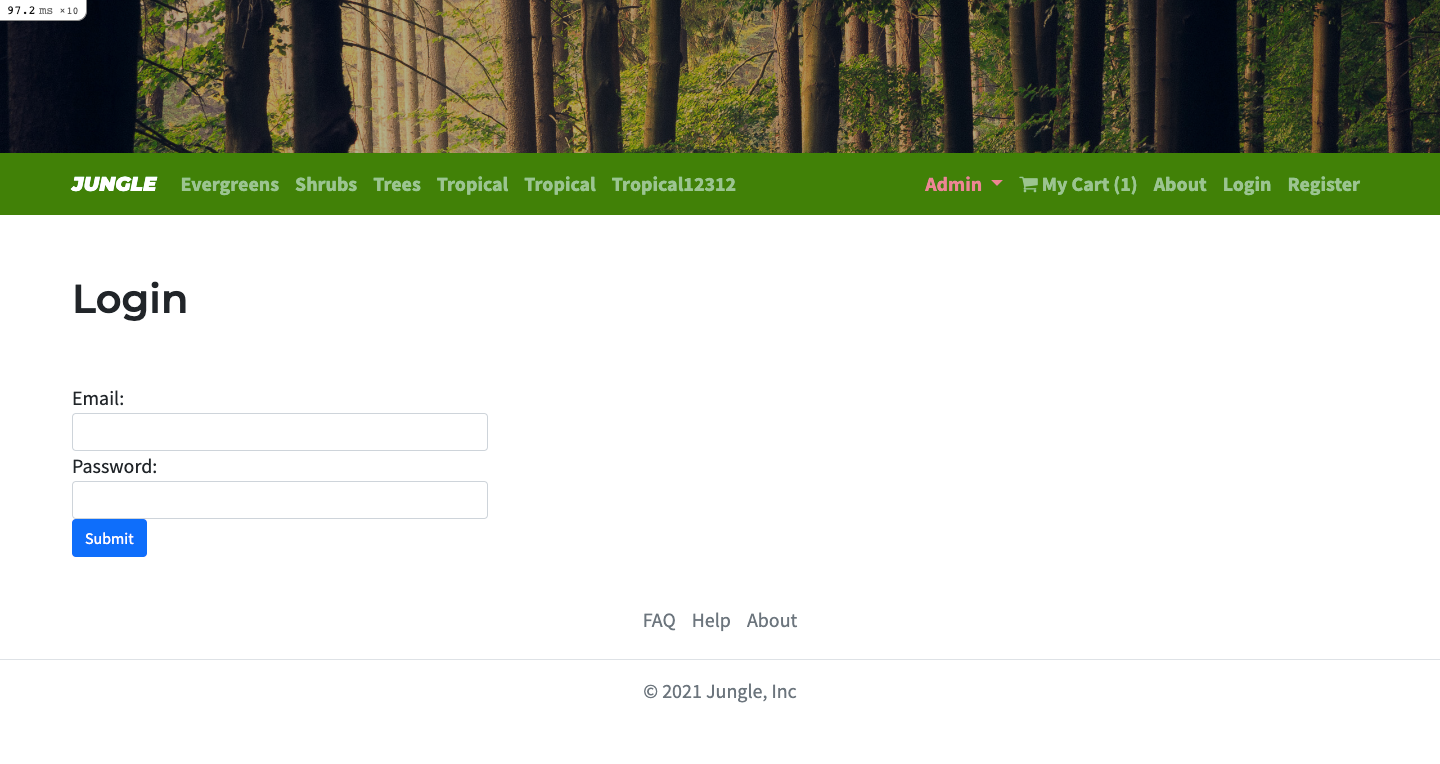 97.2 ms ×10
JUNGLE Evergreens Shrubs Trees Tropical Tropical Tropical12312 Admin My Cart (1) About Login Register
Login
Email:
Password:
Submit
FAQ Help About
© 2021 Jungle, Inc